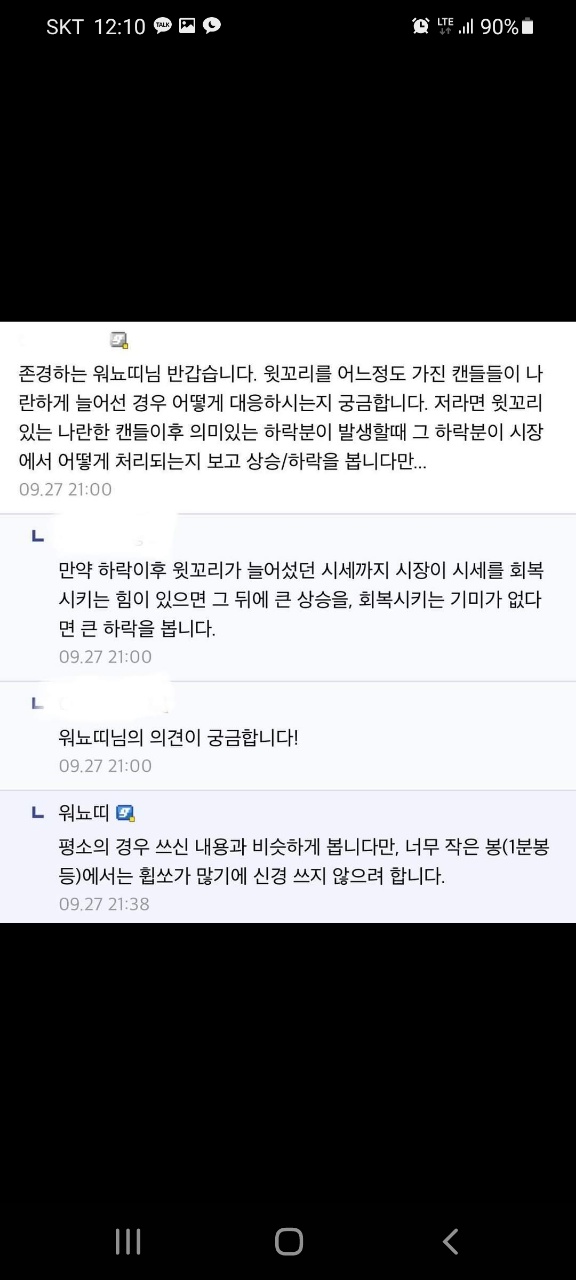 SKT 12:10 TALK LTE 90%
존경하는 워뇨띠님 반갑습니다. 윗꼬리를 어느정도 가진 캔들들이 나
란하게 늘어선 경우 어떻게 대응하시는지 궁금합니다. 저라면 윗꼬리
있는 나란한 캔들이후 의미있는 하락분이 발생할때 그 하락분이 시장
에서 어떻게 처리되는지 보고 상승/하락을 봅니다만...
09.27 21:00
만약 하락이후 윗꼬리가 늘어섰던 시세까지 시장이 시세를 회복
시키는 힘이 있으면 그 뒤에 큰 상승을, 회복시키는 기미가 없다
면 큰 하락을 봅니다.
09.27 21:00
워뇨띠님의 의견이 궁금합니다!
09.27 21:00
워뇨띠
평소의 경우 쓰신 내용과 비슷하게 봅니다만, 너무 작은 봉(1분봉
등)에서는 휩쏘가 많기에 신경 쓰지 않으려 합니다.
09.27 21:38